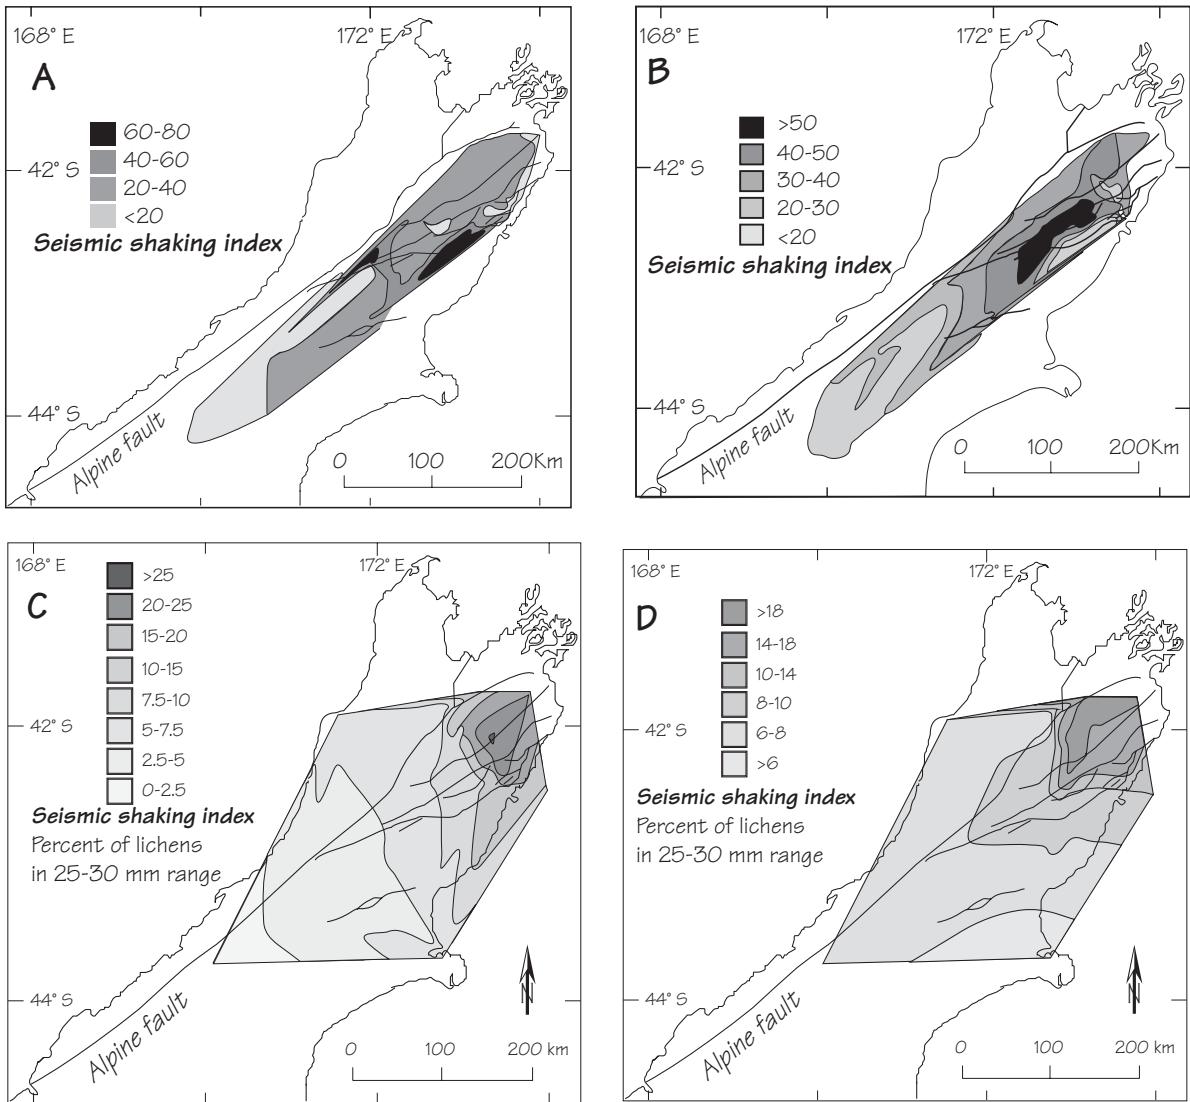 168° E
172° E
A
60-80
40-60
20-40
<20
Seismic shaking index
42° S
44° S
Alpine fault
0 100 200Km
168° E
172° E
B
>50
40-50
30-40
20-30
<20
Seismic shaking index
42° S
44° S
Alpine fault
0 100 200 Km
168° E
172° E
C
>25
20-25
15-20
10-15
7.5-10
5-7.5
2.5-5
0-2.5
Seismic shaking index
Percent of lichens
in 25-30 mm range
42° S
44° S
Alpine fault
N
0 100 200 km
168° E
172° E
D
>18
14-18
10-14
8-10
6-8
>6
Seismic shaking index
Percent of lichens
in 25-30 mm range
42° S
44° S
Alpine fault
N
0 100 200 km